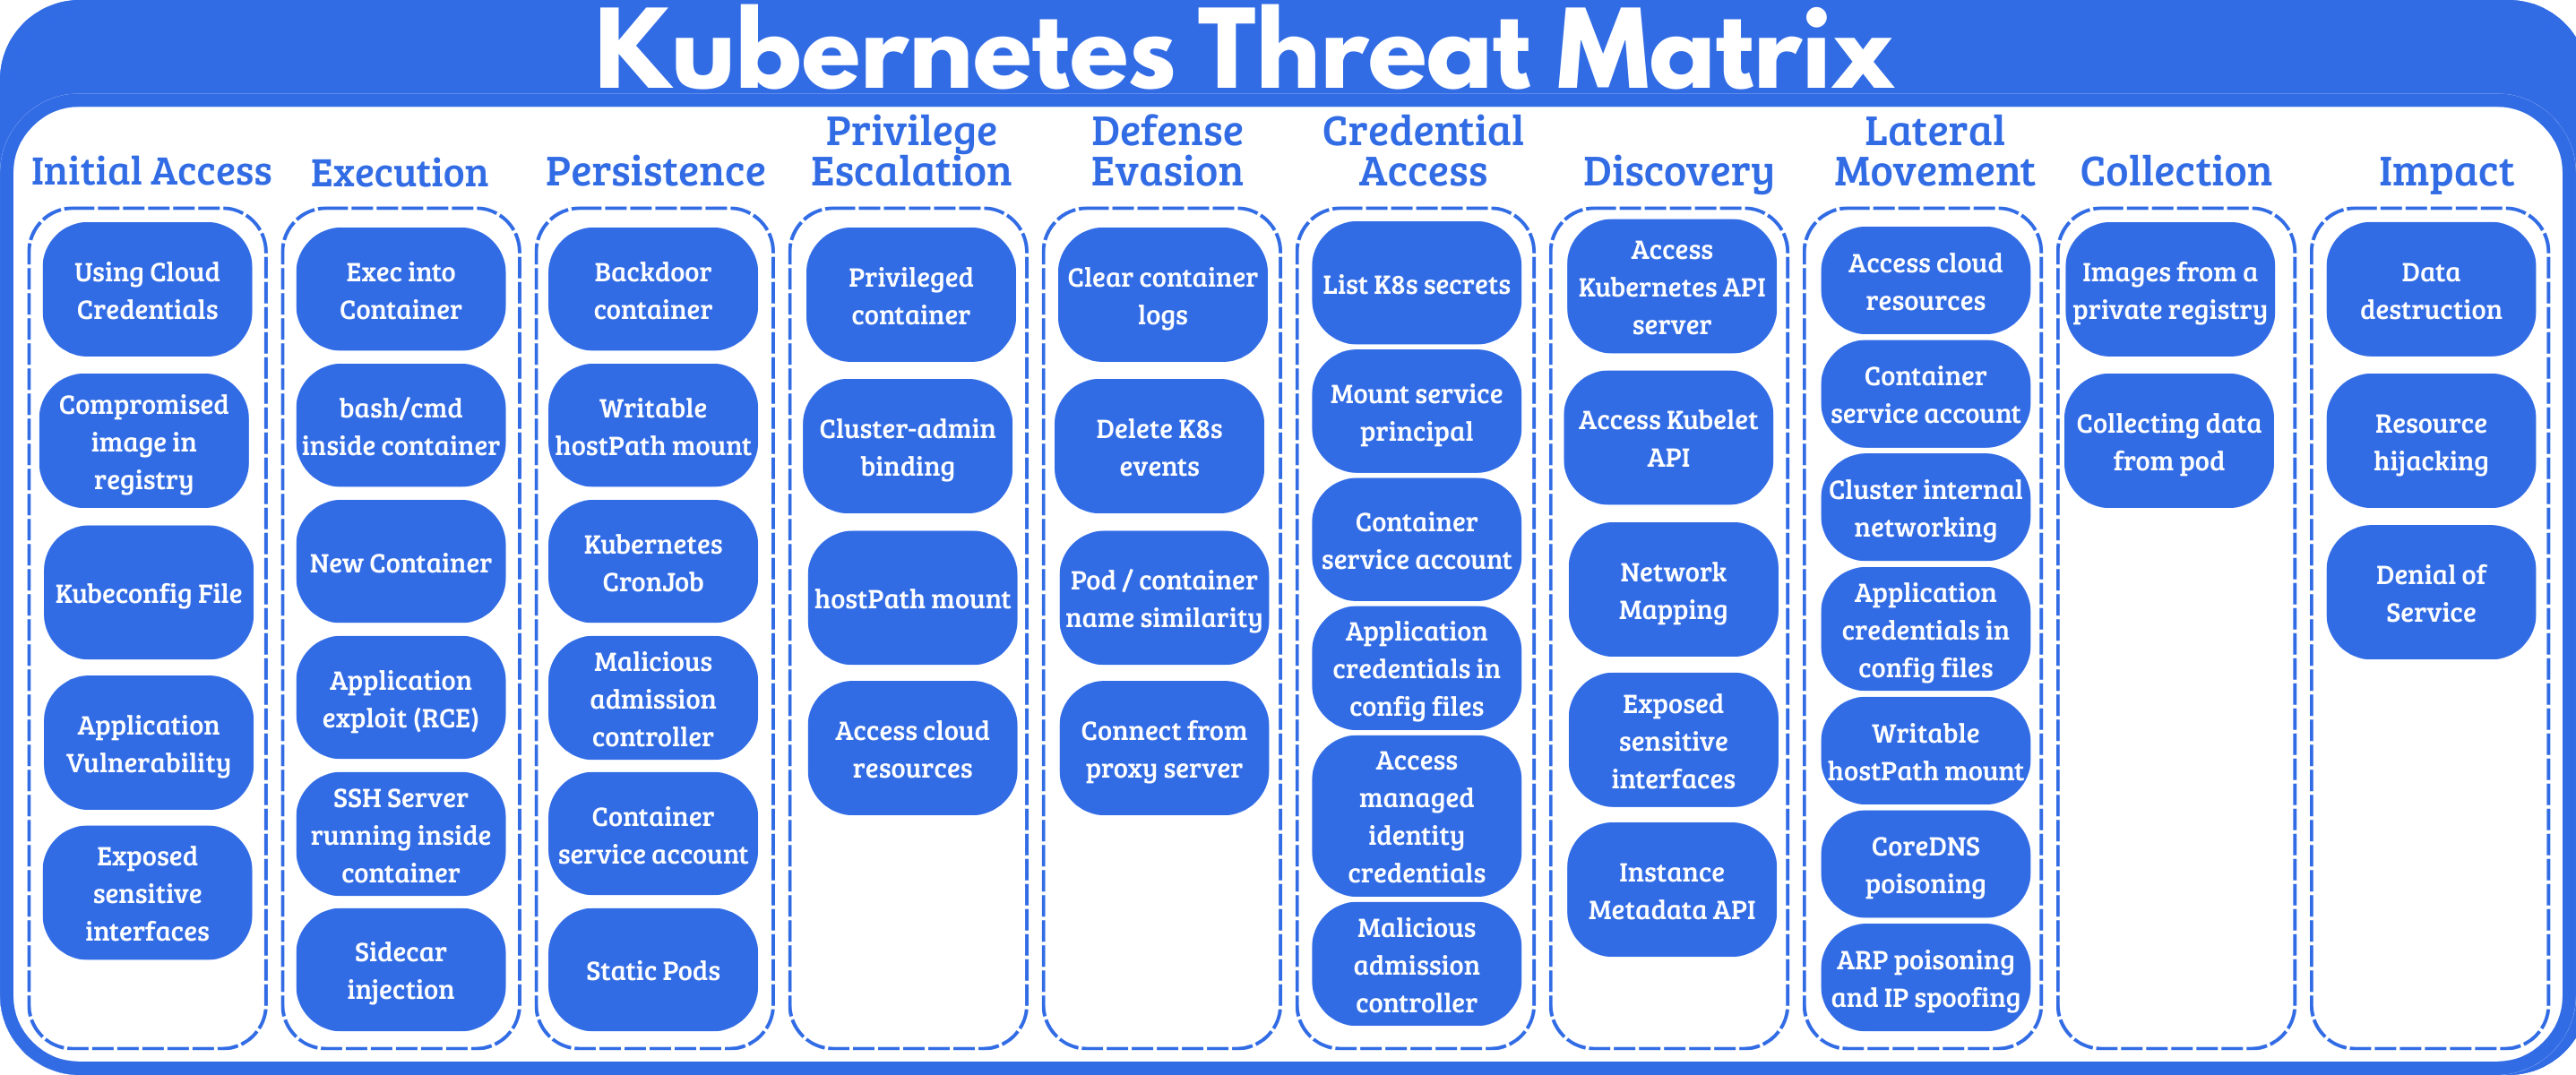 Kubernetes Threat Matrix
Initial Access
Using Cloud
Credentials
Compromised
image in
registry
Kubeconfig File
Application
Vulnerability
Exposed
sensitive
interfaces
Execution
Exec into
Container
bash/cmd
inside container
New Container
Application
exploit (RCE)
SSH Server
running inside
container
Sidecar
injection
Persistence
Backdoor
container
Writable
hostPath mount
Kubernetes
CronJob
Malicious
admission
controller
Container
service account
Static Pods
Privilege
Escalation
Privileged
container
Cluster-admin
binding
hostPath mount
Access cloud
resources
Defense
Evasion
Clear container
logs
Delete K8s
events
Pod / container
name similarity
Connect from
proxy server
Credential
Access
List K8s secrets
Mount service
principal
Container
service account
Application
credentials in
config files
Access
managed
identity
credentials
Malicious
admission
controller
Discovery
Access
Kubernetes API
server
Access Kubelet
API
Network
Mapping
Exposed
sensitive
interfaces
Instance
Metadata API
Lateral
Movement
Access cloud
resources
Container
service account
Cluster internal
networking
Application
credentials in
config files
Writable
hostPath mount
CoreDNS
poisoning
ARP poisoning
and IP spoofing
Collection
Images from a
private registry
Collecting data
from pod
Impact
Data
destruction
Resource
hijacking
Denial of
Service